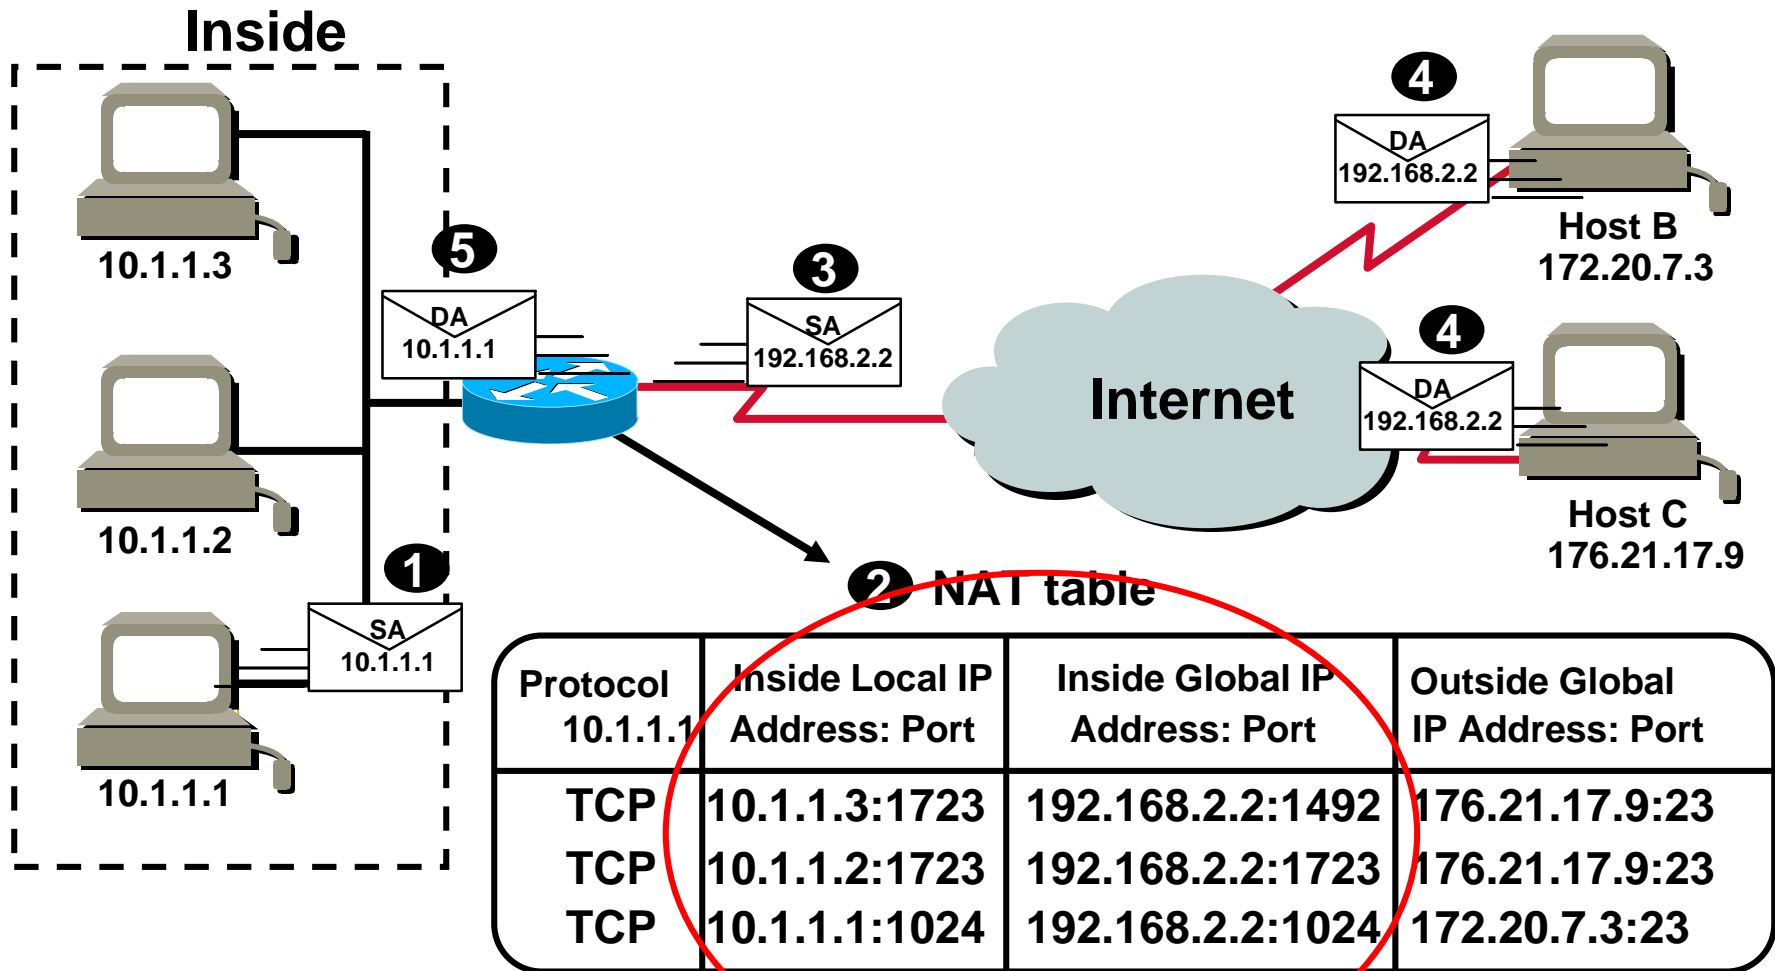 Inside
10.1.1.3
10.1.1.2
1
SA
10.1.1.1
10.1.1.1
5
DA
10.1.1.1
3
SA
192.168.2.2
Internet
4
DA
192.168.2.2
Host B
172.20.7.3
4
DA
192.168.2.2
Host C
176.21.17.9
2 NAT table
Protocol
10.1.1.1
Inside Local IP
Address: Port
Inside Global IP
Address: Port
Outside Global
IP Address: Port
TCP 10.1.1.3:1723 192.168.2.2:1492 176.21.17.9:23
TCP 10.1.1.2:1723 192.168.2.2:1723 176.21.17.9:23
TCP 10.1.1.1:1024 192.168.2.2:1024 172.20.7.3:23